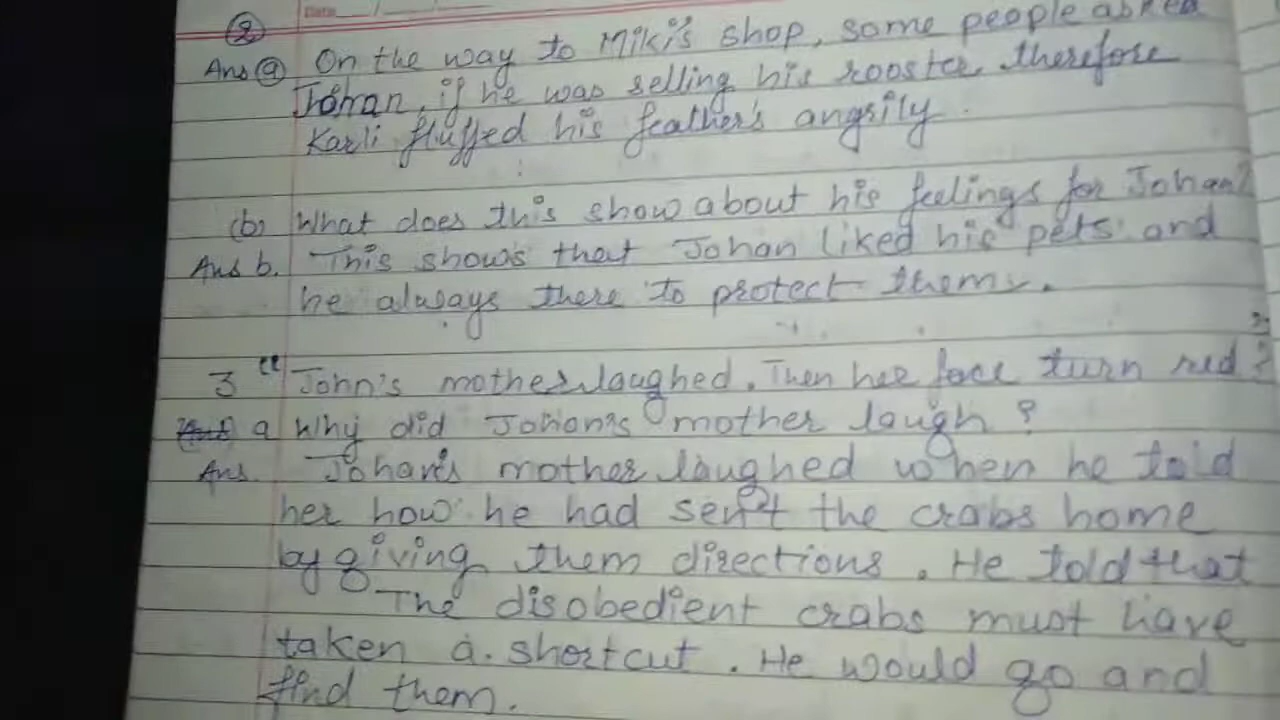 Date
②
Ans ⓐ On the way to Miki's shop, some people asked
Johan, if he was selling his rooster, therefore
Karli fluffed his feather's angrily.
(b) What does this show about his feelings for Johan?
Ans b. This shows that Johan liked his pets and
he always there to protect them.
3 " John's mother laughed. Then her face turn red?
a Why did Johan's mother laugh?
Ans. Johan's mother laughed when he told
her how he had sent the crabs home
by giving them directions. He told that
The disobedient crabs must have
taken a shortcut. He would go and
find them.